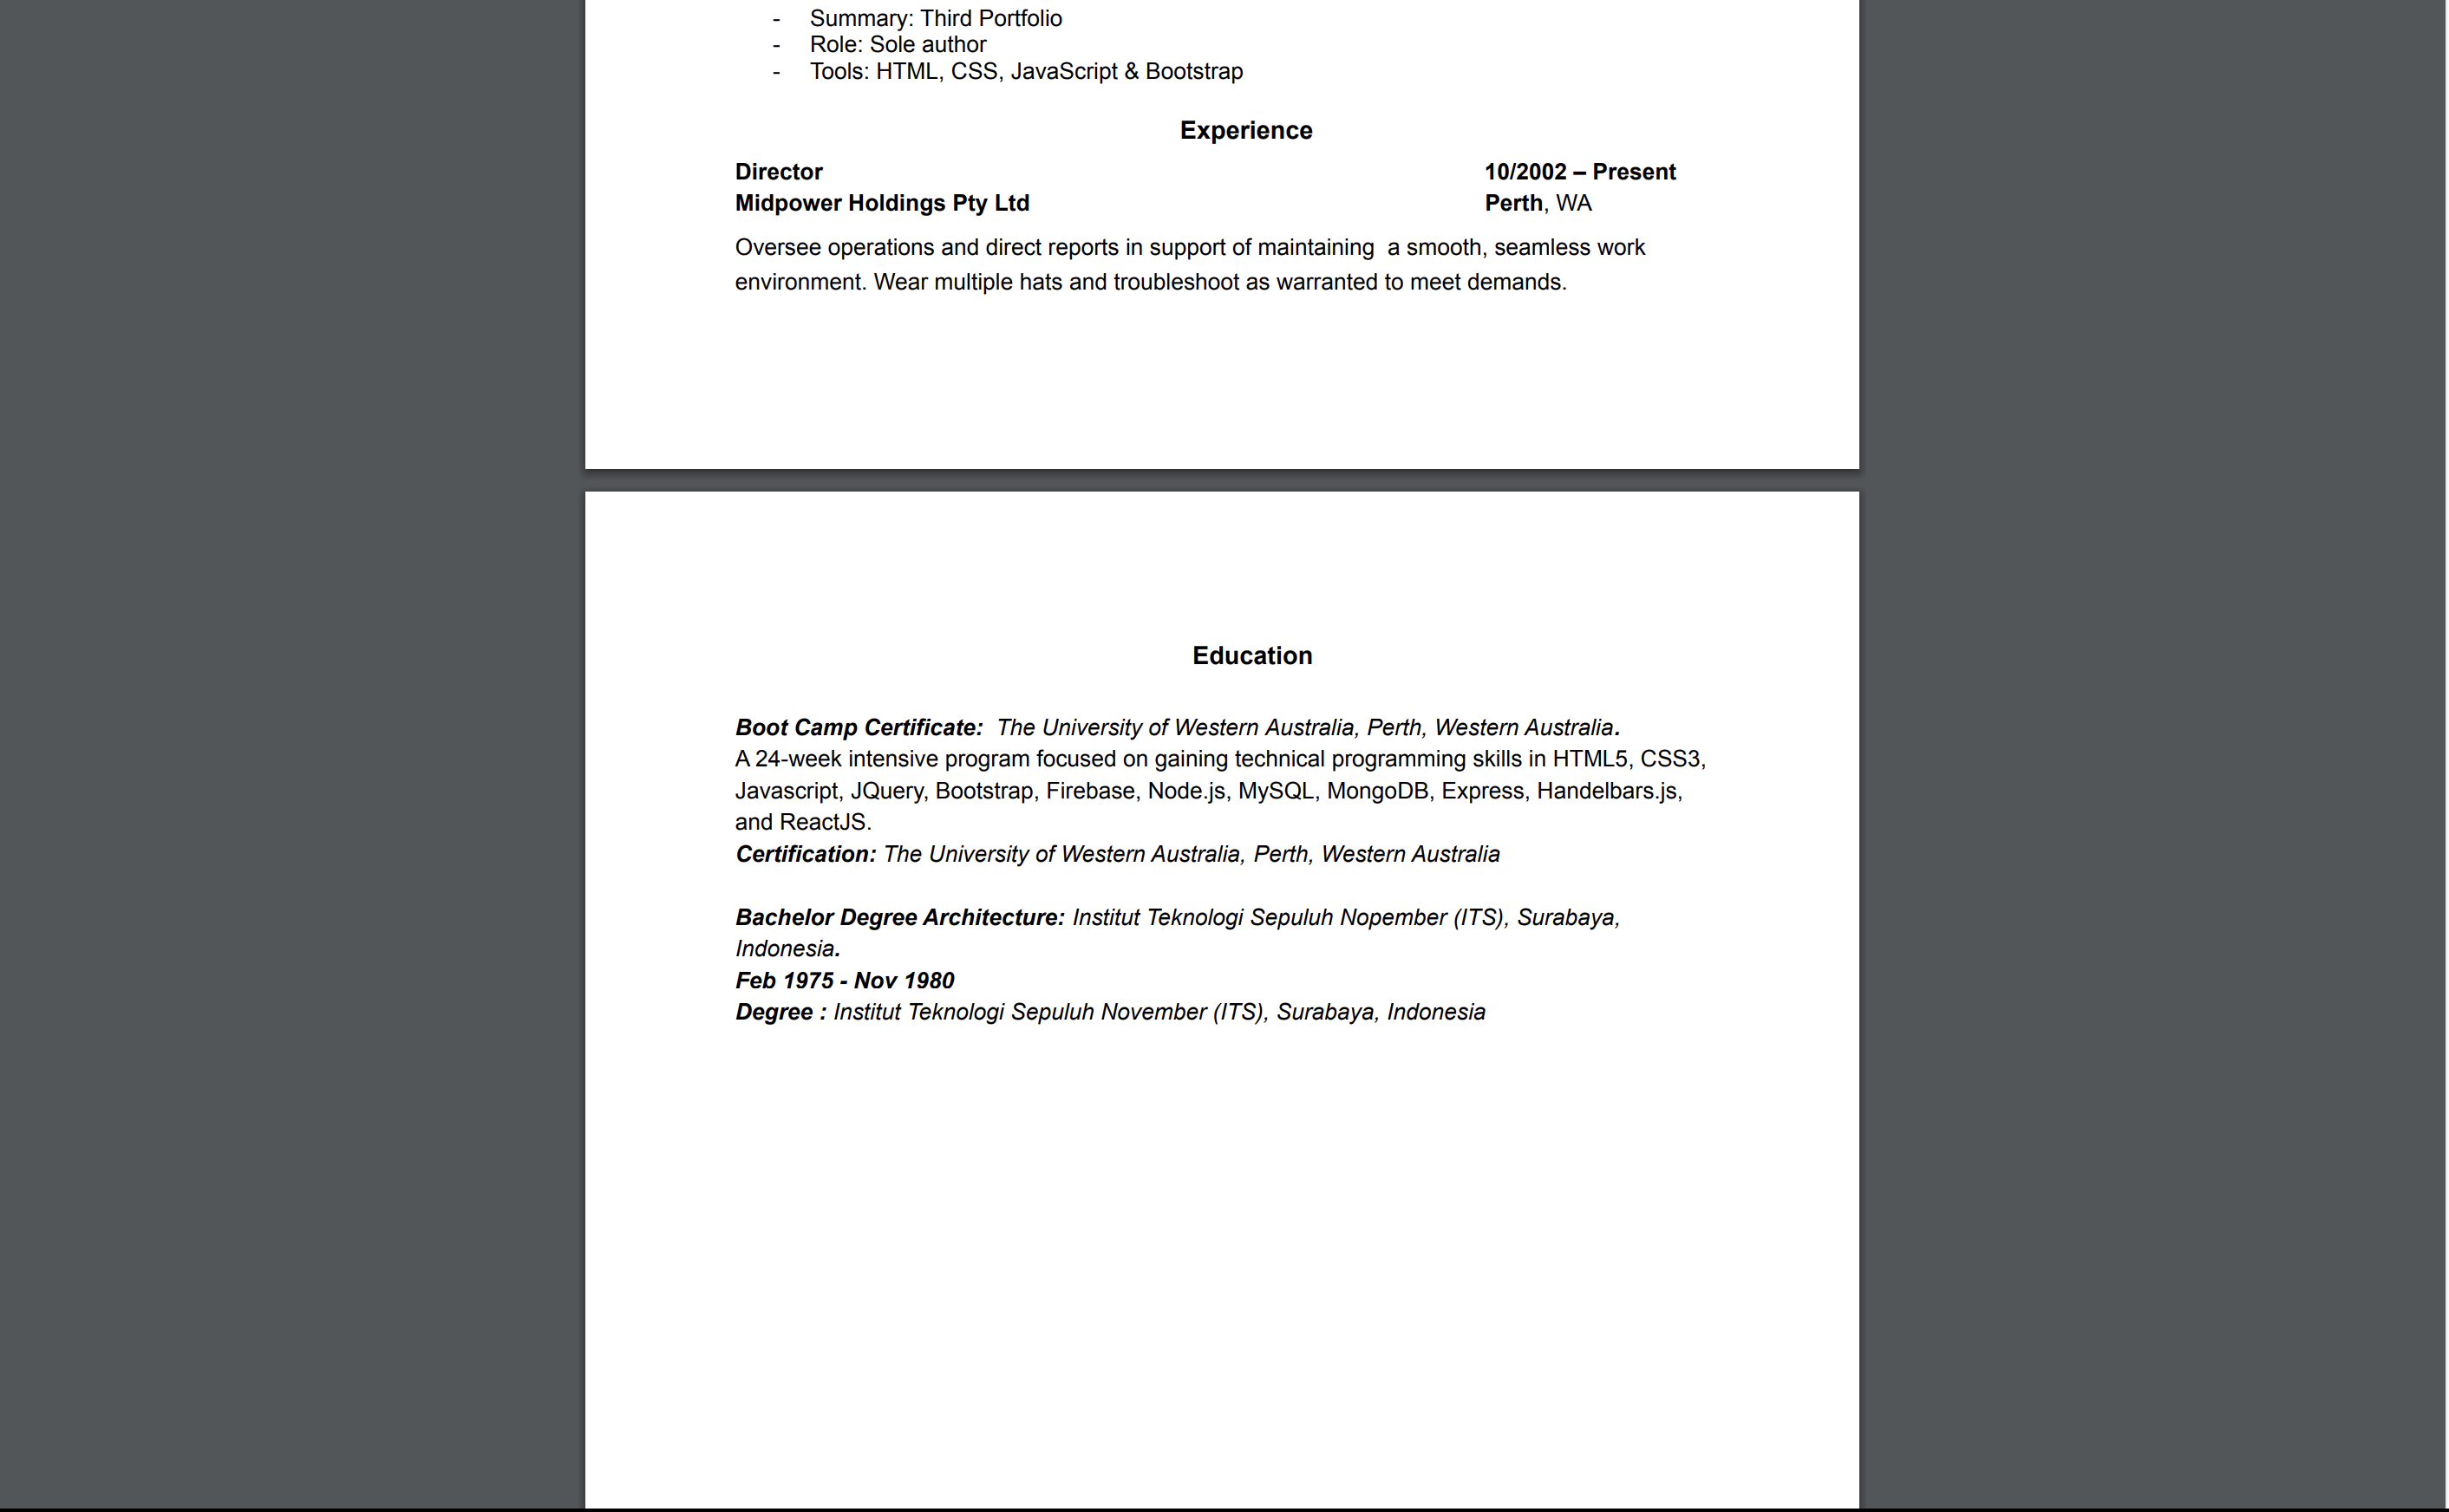 - Summary: Third Portfolio
- Role: Sole author
- Tools: HTML, CSS, JavaScript & Bootstrap
Experience
Director 10/2002 – Present
Midpower Holdings Pty Ltd Perth, WA
Oversee operations and direct reports in support of maintaining  a smooth, seamless work
environment. Wear multiple hats and troubleshoot as warranted to meet demands.
Education
Boot Camp Certificate:  The University of Western Australia, Perth, Western Australia.
A 24-week intensive program focused on gaining technical programming skills in HTML5, CSS3,
Javascript, JQuery, Bootstrap, Firebase, Node.js, MySQL, MongoDB, Express, Handelbars.js,
and ReactJS.
Certification: The University of Western Australia, Perth, Western Australia
Bachelor Degree Architecture: Institut Teknologi Sepuluh Nopember (ITS), Surabaya,
Indonesia.
Feb 1975 - Nov 1980
Degree : Institut Teknologi Sepuluh November (ITS), Surabaya, Indonesia